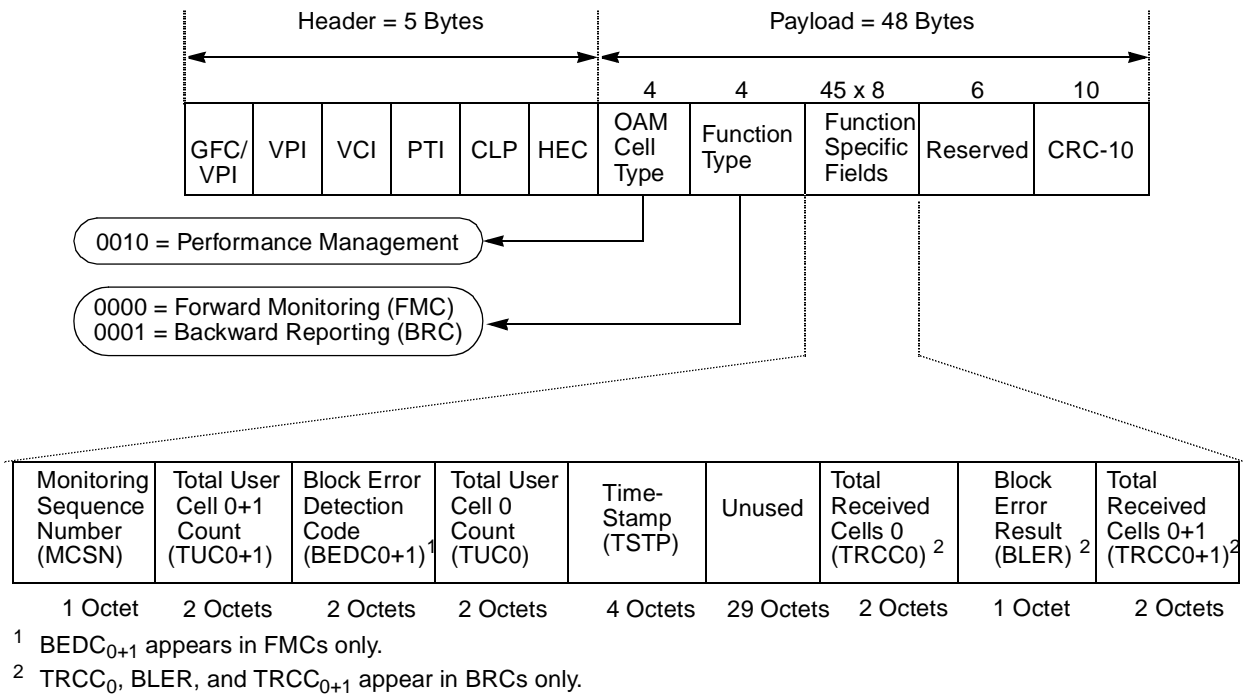 Header = 5 Bytes
Payload = 48 Bytes
4
4
45 x 8
6
10
GFC/
VPI
VPI
VCI
PTI
CLP
HEC
OAM
Cell
Type
Function
Type
Function
Specific
Fields
Reserved
CRC-10
0010 = Performance Management
0000 = Forward Monitoring (FMC)
0001 = Backward Reporting (BRC)
Monitoring
Sequence
Number
(MCSN)
Total User
Cell 0+1
Count
(TUC0+1)
Block Error
Detection
Code
(BEDC0+1)1
Total User
Cell 0
Count
(TUC0)
Time-
Stamp
(TSTP)
Unused
Total
Received
Cells 0
(TRCC0) 2
Block
Error
Result
(BLER) 2
Total
Received
Cells 0+1
(TRCC0+1)2
1 Octet
2 Octets
2 Octets
2 Octets
4 Octets
29 Octets
2 Octets
1 Octet
2 Octets
1 BEDC0+1 appears in FMCs only.
2 TRCC0, BLER, and TRCC0+1 appear in BRCs only.